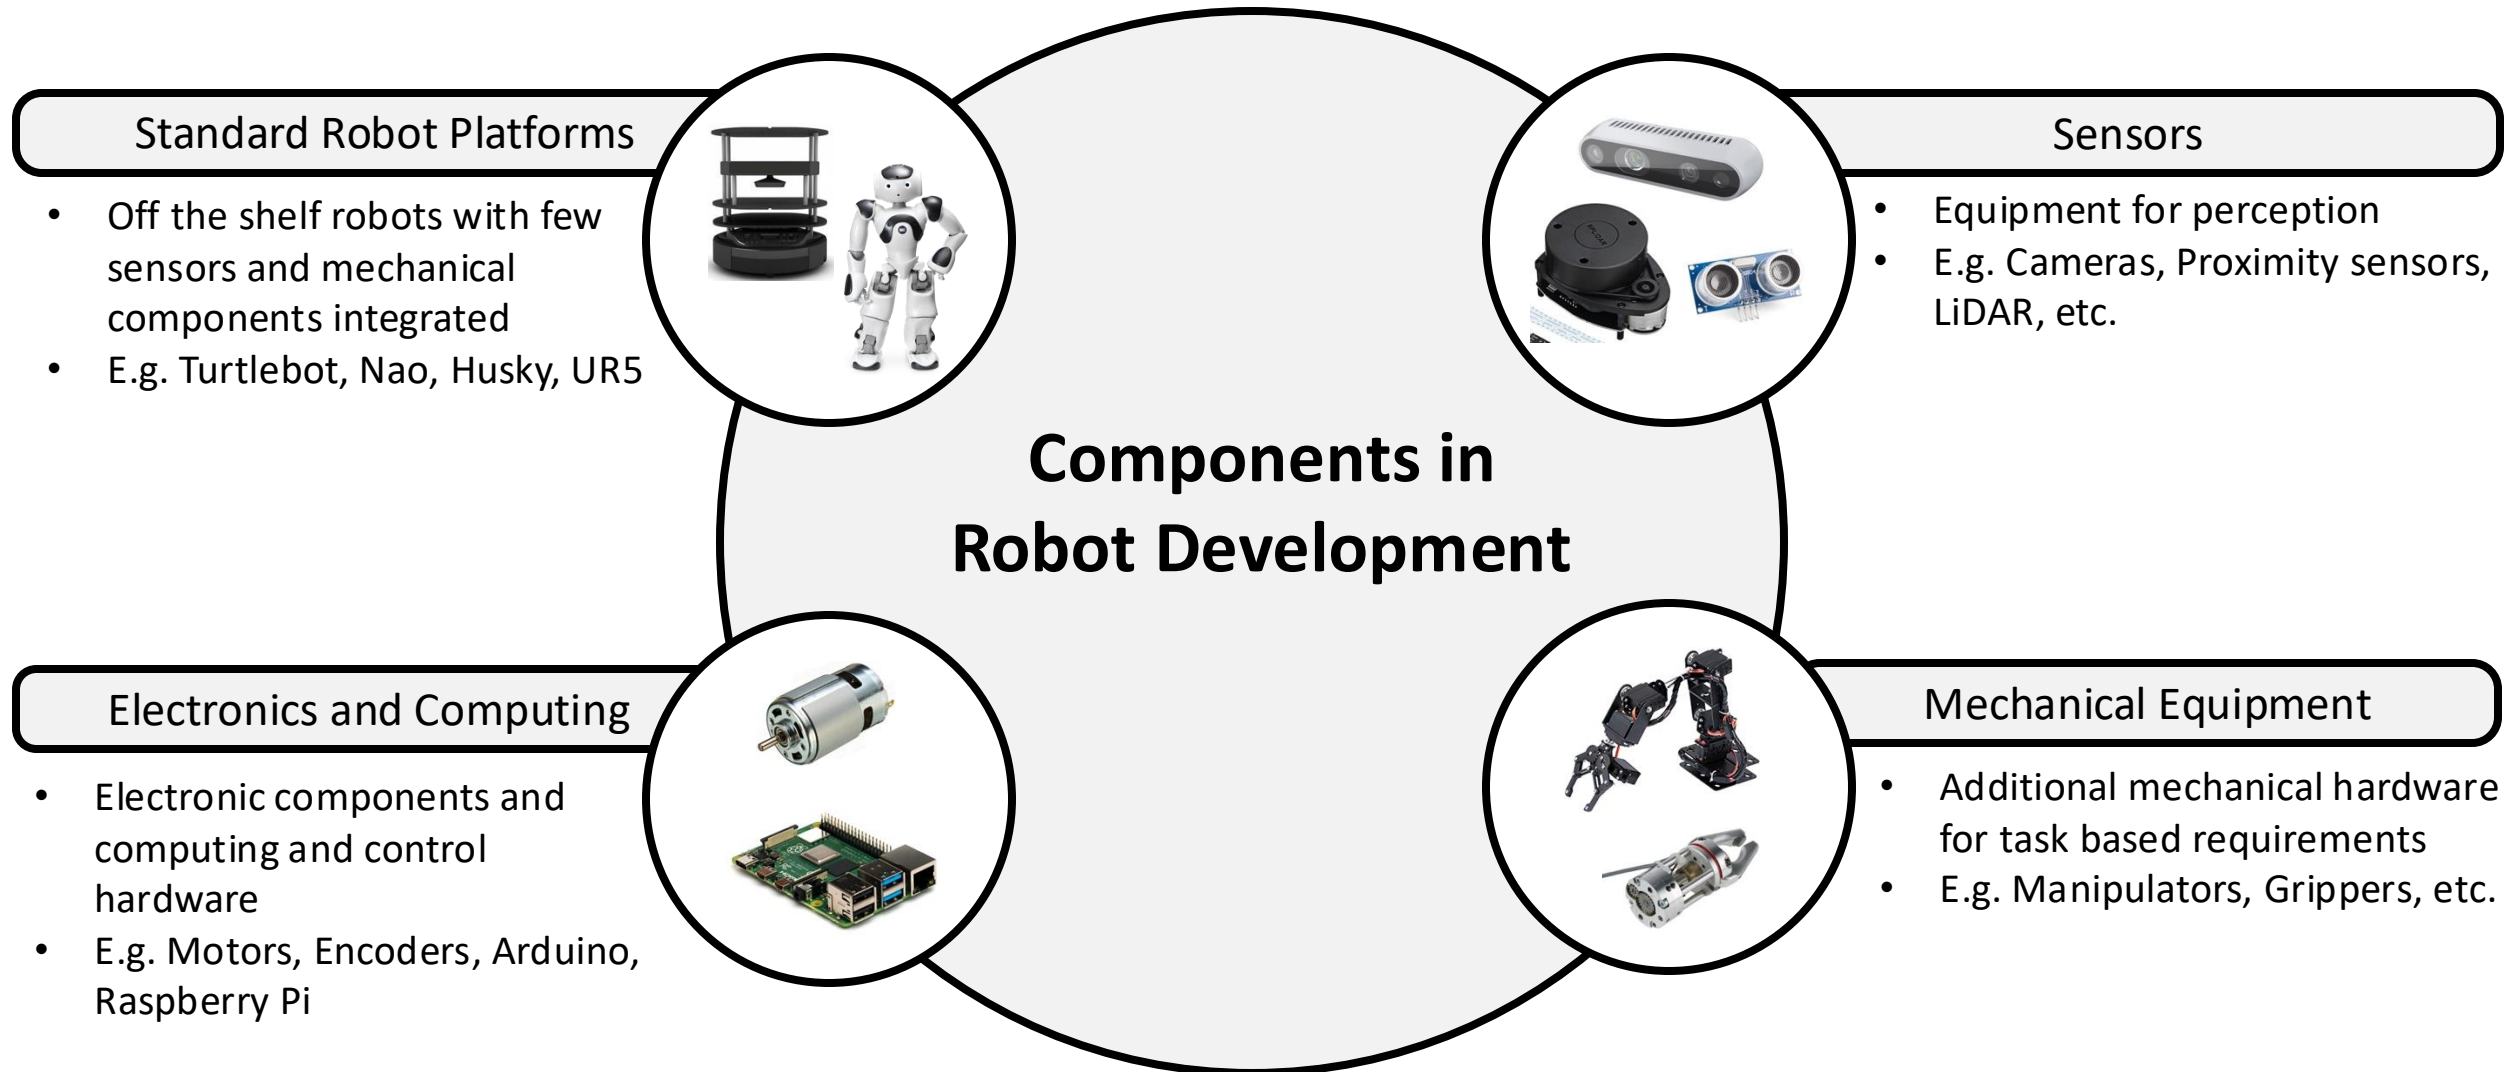 Standard Robot Platforms
• Off the shelf robots with few
sensors and mechanical
components integrated
• E.g. Turtlebot, Nao, Husky, UR5
Sensors
• Equipment for perception
• E.g. Cameras, Proximity sensors,
LiDAR, etc.
RPLIDAR
Components in
Robot Development
Electronics and Computing
• Electronic components and
computing and control
hardware
• E.g. Motors, Encoders, Arduino,
Raspberry Pi
Mechanical Equipment
• Additional mechanical hardware
for task based requirements
• E.g. Manipulators, Grippers, etc.